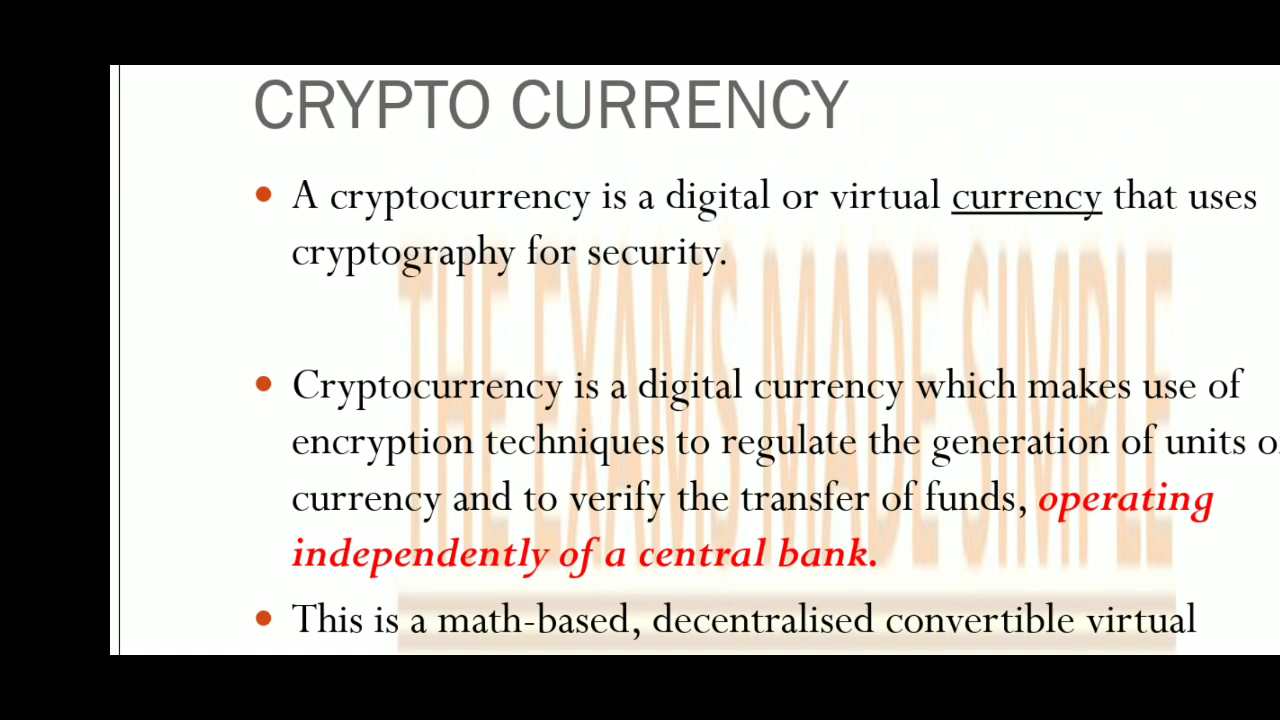 CRYPTO CURRENCY
A cryptocurrency is a digital or virtual currency that uses
cryptography for security.
Cryptocurrency is a digital currency which makes use of
encryption techniques to regulate the generation of units
currency and to verify the transfer of funds, operating
independently of a central bank.
This is a math-based, decentralised convertible virtual
THE EXAMS MADE SIMPLE